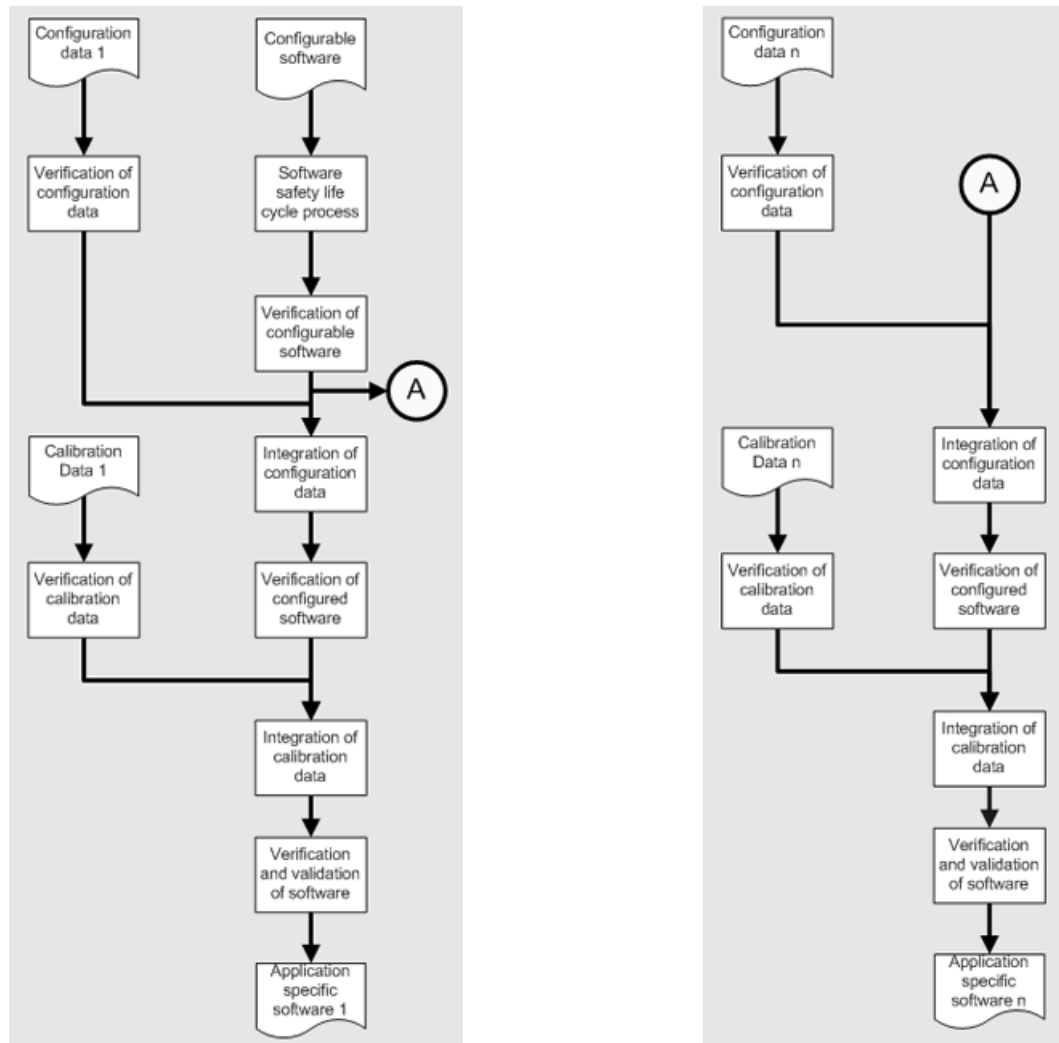 Configuration
data 1
Configurable
software
Verification of
configuration
data
Software
safety life
cycle process
Verification of
configurable
software
A
Calibration
Data 1
Integration of
configuration
data
Verification of
calibration
data
Verification of
configured
software
Integration of
calibration
data
Verification
and validation
of software
Application
specific
software 1
Configuration
data n
Verification of
configuration
data
A
Calibration
Data n
Integration of
configuration
data
Verification of
calibration
data
Verification of
configured
software
Integration of
calibration
data
Verification
and validation
of software
Application
specific
software n